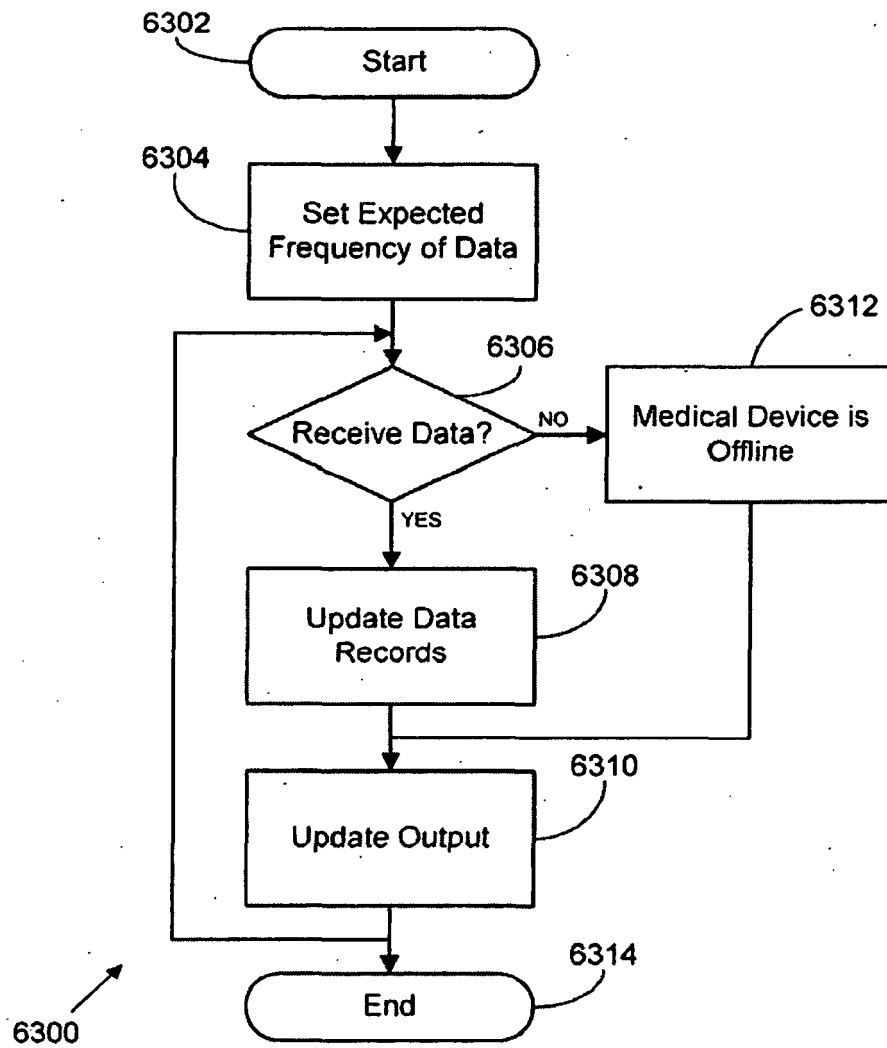 6302
Start
6304
Set Expected
Frequency of Data
6306
6312
Receive Data?
NO
Medical Device is
Offline
YES
6308
Update Data
Records
6310
Update Output
6314
End
6300